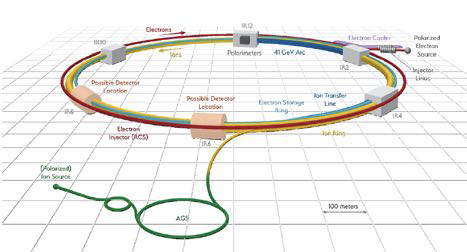 Electrons
IR12
IR10
Ions
Polarimeters
41 GeV Arc
Electron Cooler
IR2
Polarized
Electron
Source
Injector
Linac
Possible Detector
Location
Possible Detector
Location
Electron Storage
Ring
Ion Transfer
Line
IR8
IR4
Electron
Injector (RCS)
IR6
Ion Ring
(Polarized)
Ion Source
AGS
100 meters